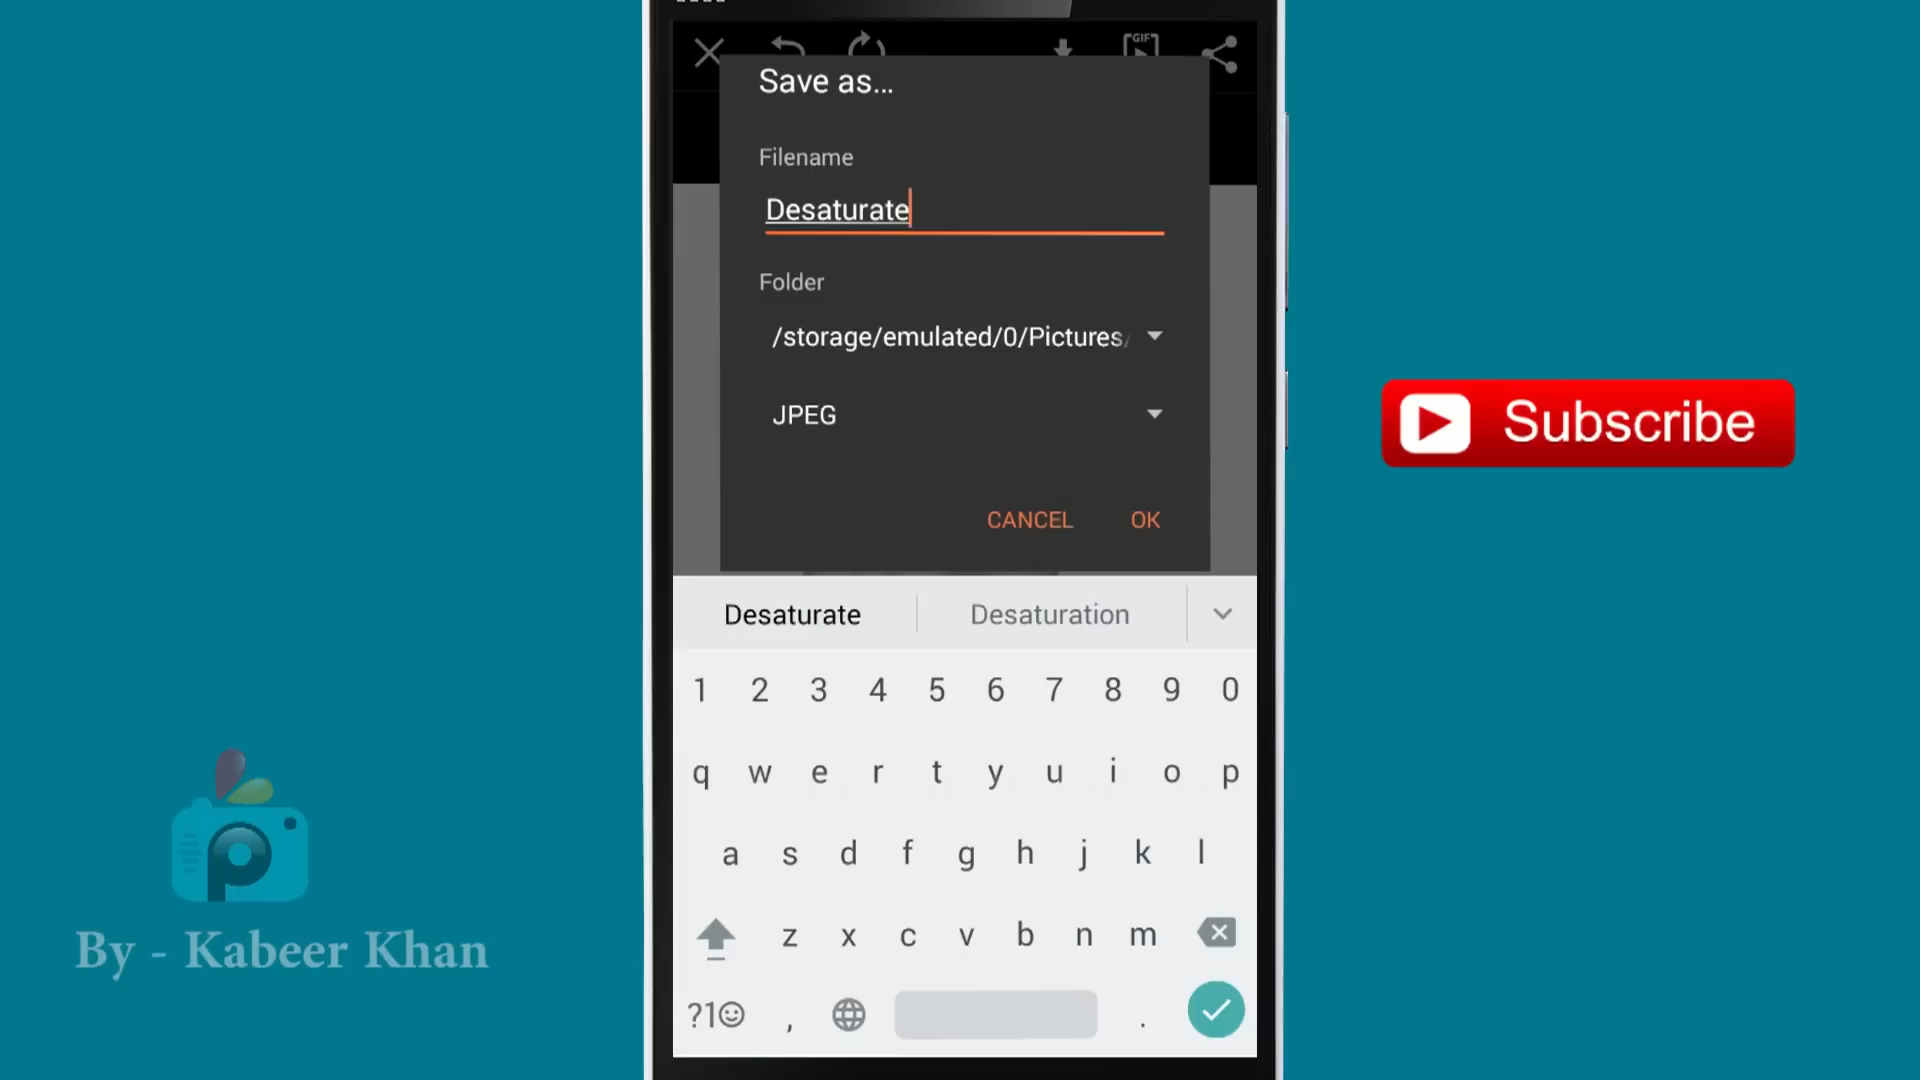 GIF
Save as...
Filename
Desaturate
Folder
/storage/emulated/0/Pictures/
JPEG
CANCEL OK
Subscribe
Desaturate Desaturation
1 2 3 4 5 6 7 8 9 0
q w e r t y u i o p
a s d f g h j k l
z x c v b n m
?1☺ , .
By - Kabeer Khan